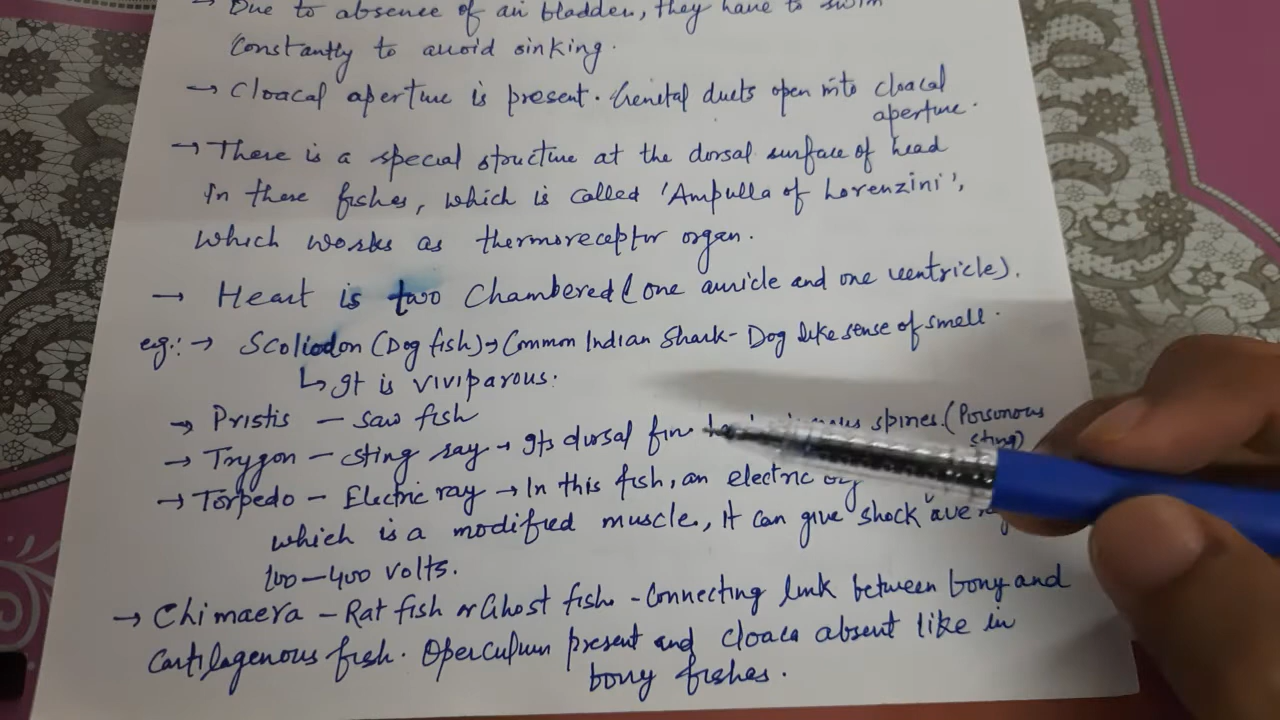 → Due to absence of air bladder, they have to swim
constantly to avoid sinking.
→ Cloacal aperture is present. Genital ducts open into cloacal
aperture.
→ There is a special structure at the dorsal surface of head
in these fishes, which is called 'Ampulla of Lorenzini',
which works as thermoreceptor organ.
→ Heart is two chambered (one auricle and one ventricle).
eg:- → Scoliodon (Dog fish) → Common Indian Shark - Dog like sense of smell.
↳ It is viviparous.
→ Pristis – Saw fish
→ Trygon – Sting ray → Its dorsal fin spines. (Poisonous
sting)
→ Torpedo – Electric ray → In this fish, an electric
which is a modified muscle, it can give shock
100–400 volts.
→ Chimaera – Rat fish or Ghost fish. - Connecting link between bony and
cartilagenous fish. Operculum present and cloaca absent like in
bony fishes.